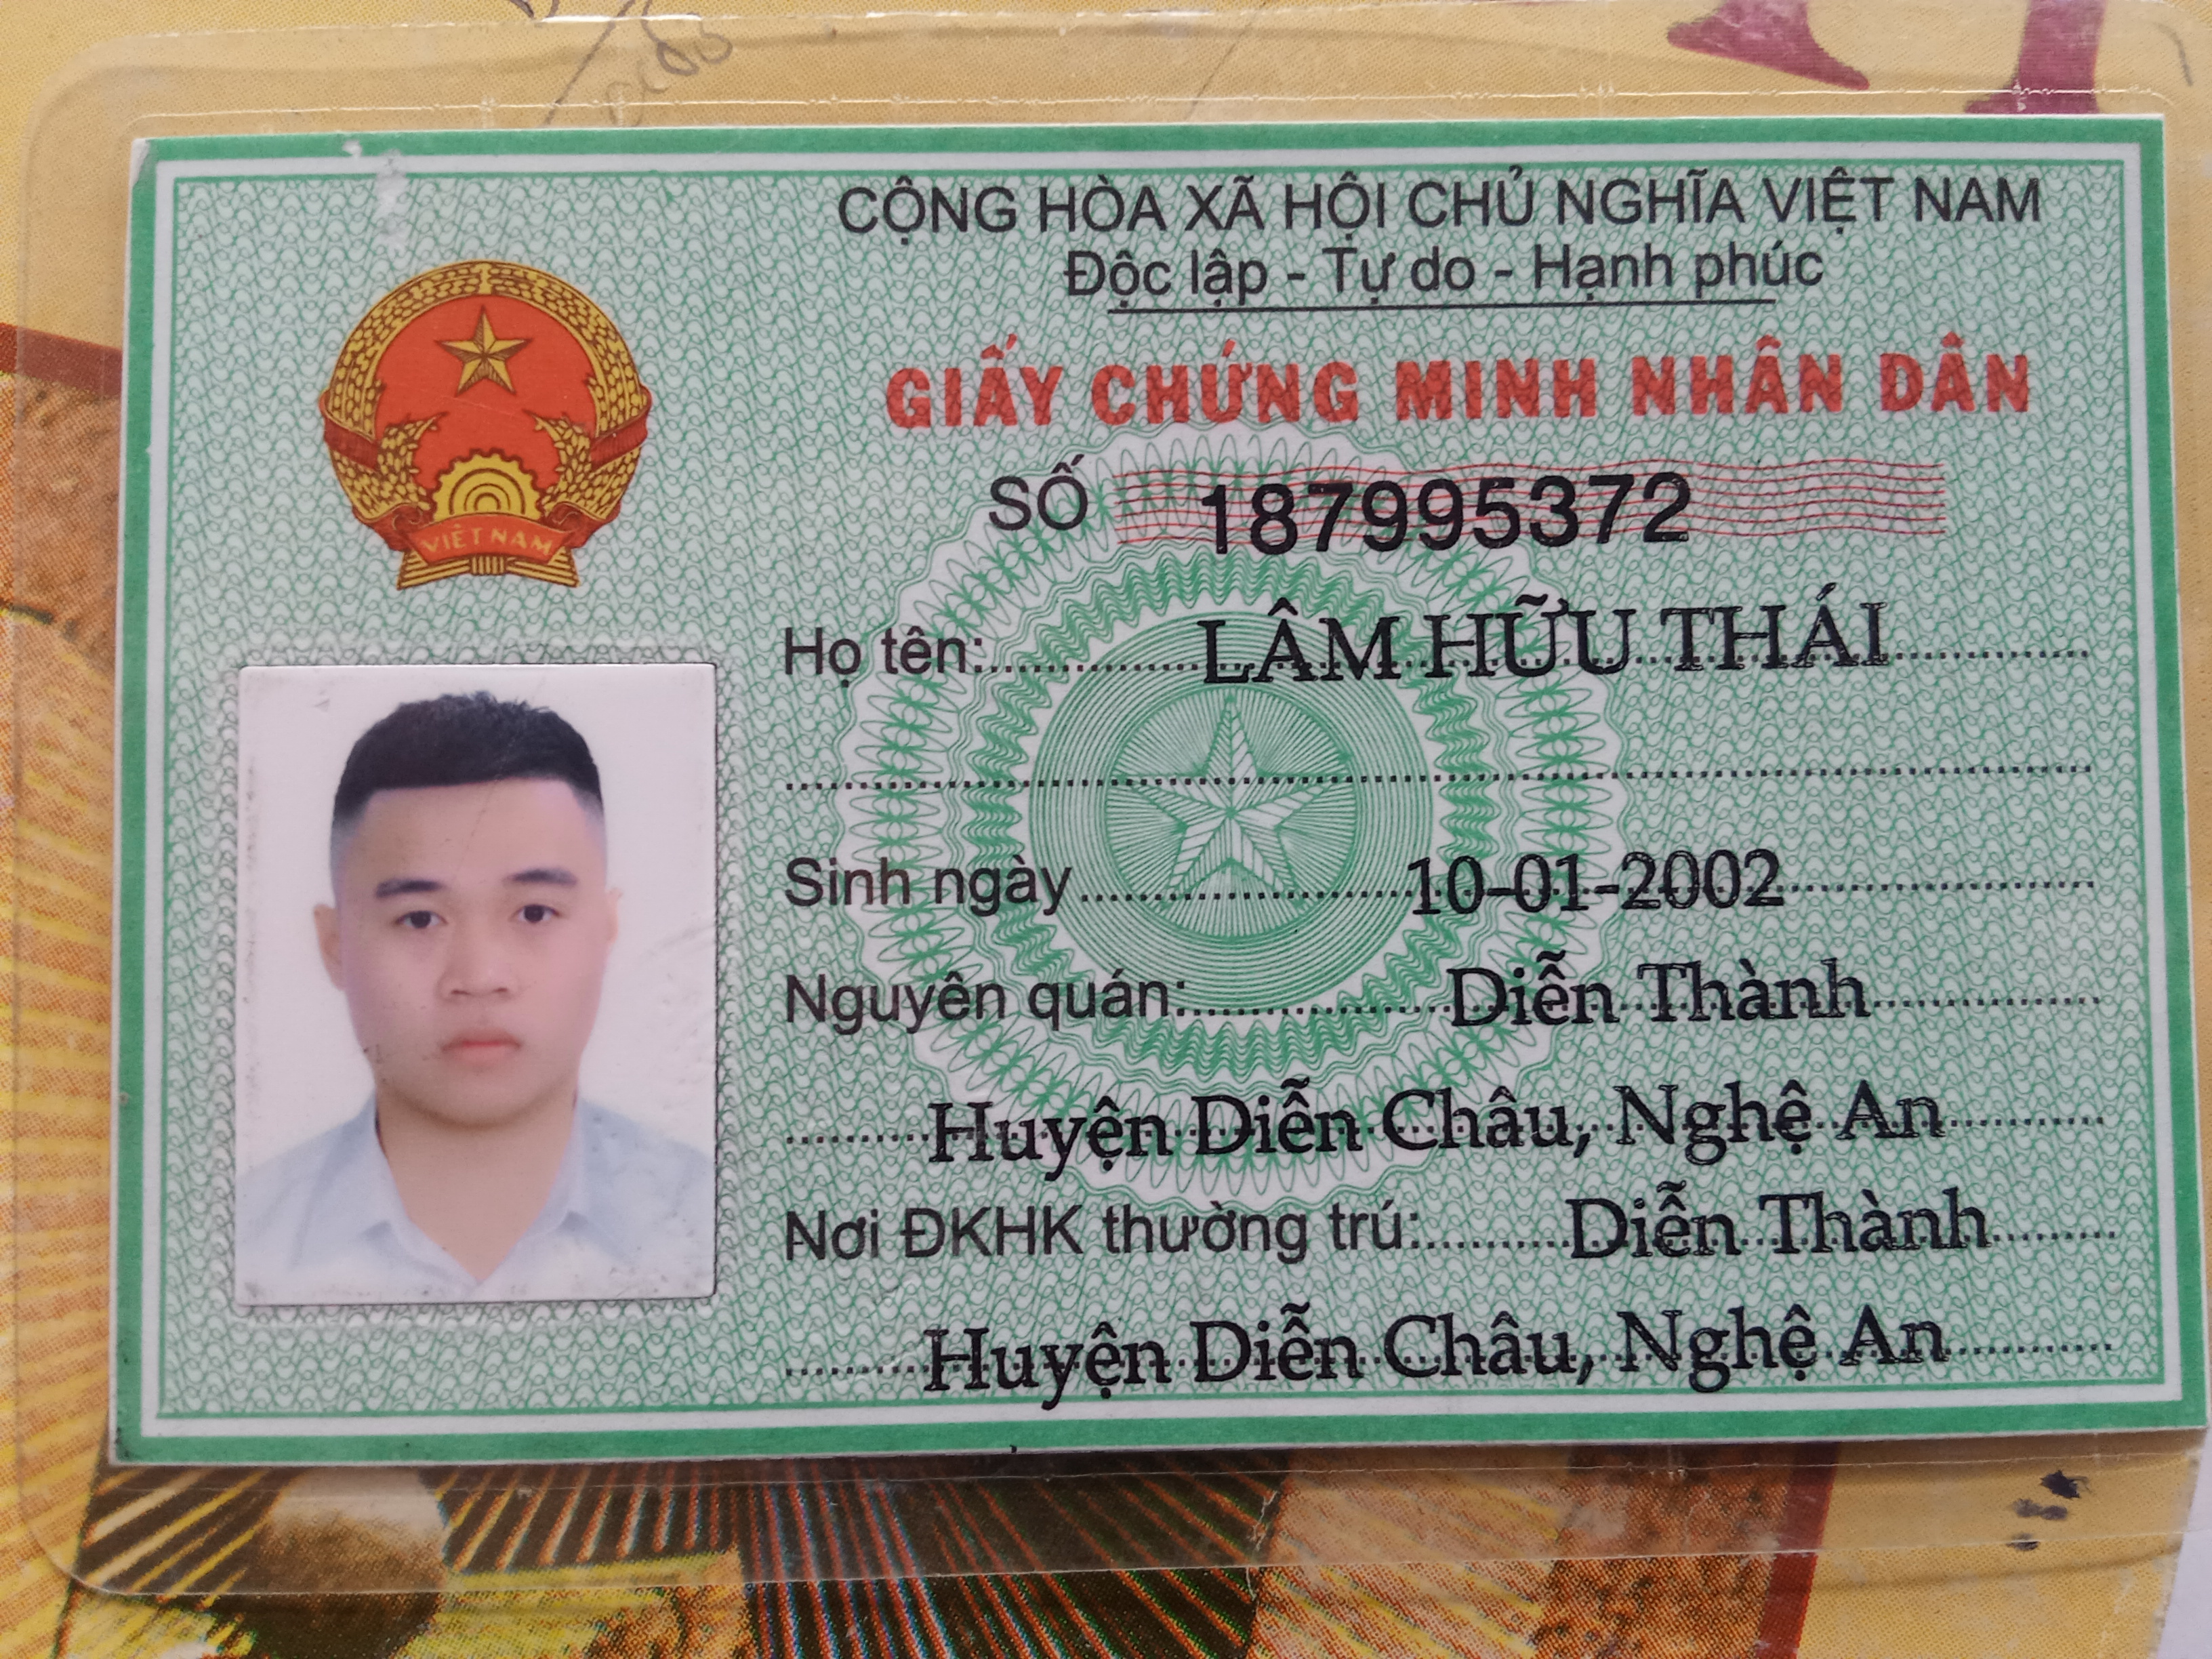 CỘNG HÒA XÃ HỘI CHỦ NGHĨA VIỆT NAM
Độc lập - Tự do - Hạnh phúc
GIẤY CHỨNG MINH NHÂN DÂN
SỐ 187995372
VIỆT NAM
Họ tên: LÂM HỮU THÁI
Sinh ngày 10-01-2002
Nguyên quán: Diễn Thành
Huyện Diễn Châu, Nghệ An
Nơi ĐKHK thường trú: Diễn Thành
Huyện Diễn Châu, Nghệ An